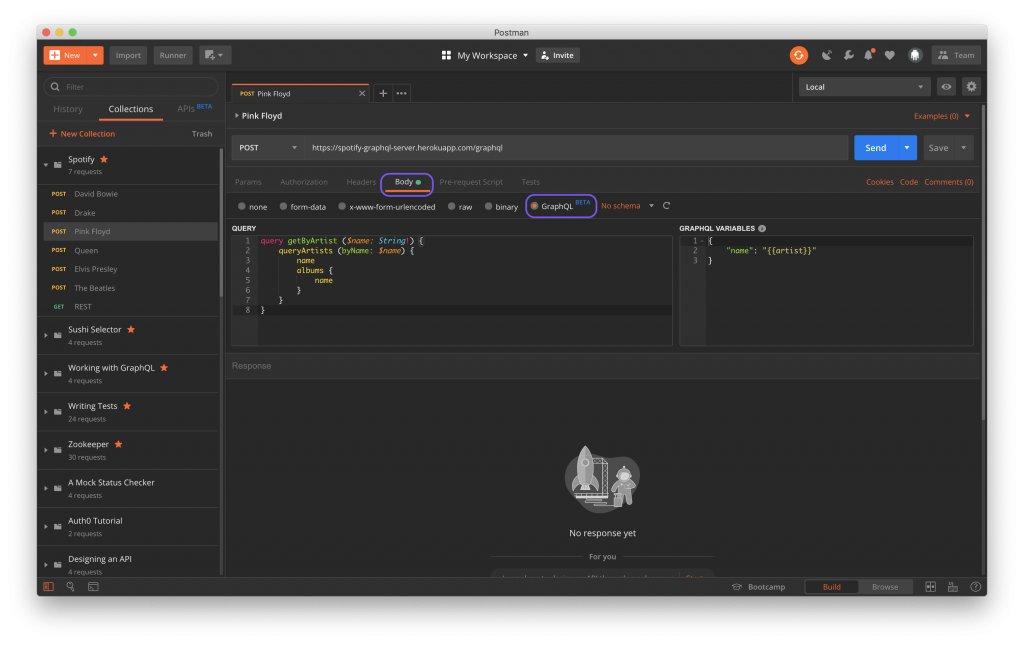 Postman
New
Import
Runner
My Workspace
Invite
Team
Filter
History
Collections
APIs BETA
New Collection
Trash
Spotify
7 requests
POST David Bowie
POST Drake
POST Pink Floyd
POST Queen
POST Elvis Presley
POST The Beatles
GET REST
Sushi Selector
4 requests
Working with GraphQL
4 requests
Writing Tests
24 requests
Zookeeper
30 requests
A Mock Status Checker
4 requests
Auth0 Tutorial
2 requests
Designing an API
4 requests
POST Pink Floyd
Local
Pink Floyd
Examples (0)
POST
https://spotify-graphql-server.herokuapp.com/graphql
Send
Save
Params
Authorization
Headers
Body
Pre-request Script
Tests
Cookies
Code
Comments (0)
none
form-data
x-www-form-urlencoded
raw
binary
GraphQL BETA
No schema
QUERY
1 query getByArtist ($name: String!) {
2 queryArtists (byName: $name) {
3 name
4 albums {
5 name
6 }
7 }
8 }
GRAPHQL VARIABLES
1 {
2 "name": "{{artist}}"
3 }
Response
No response yet
For you
Bootcamp
Build
Browse